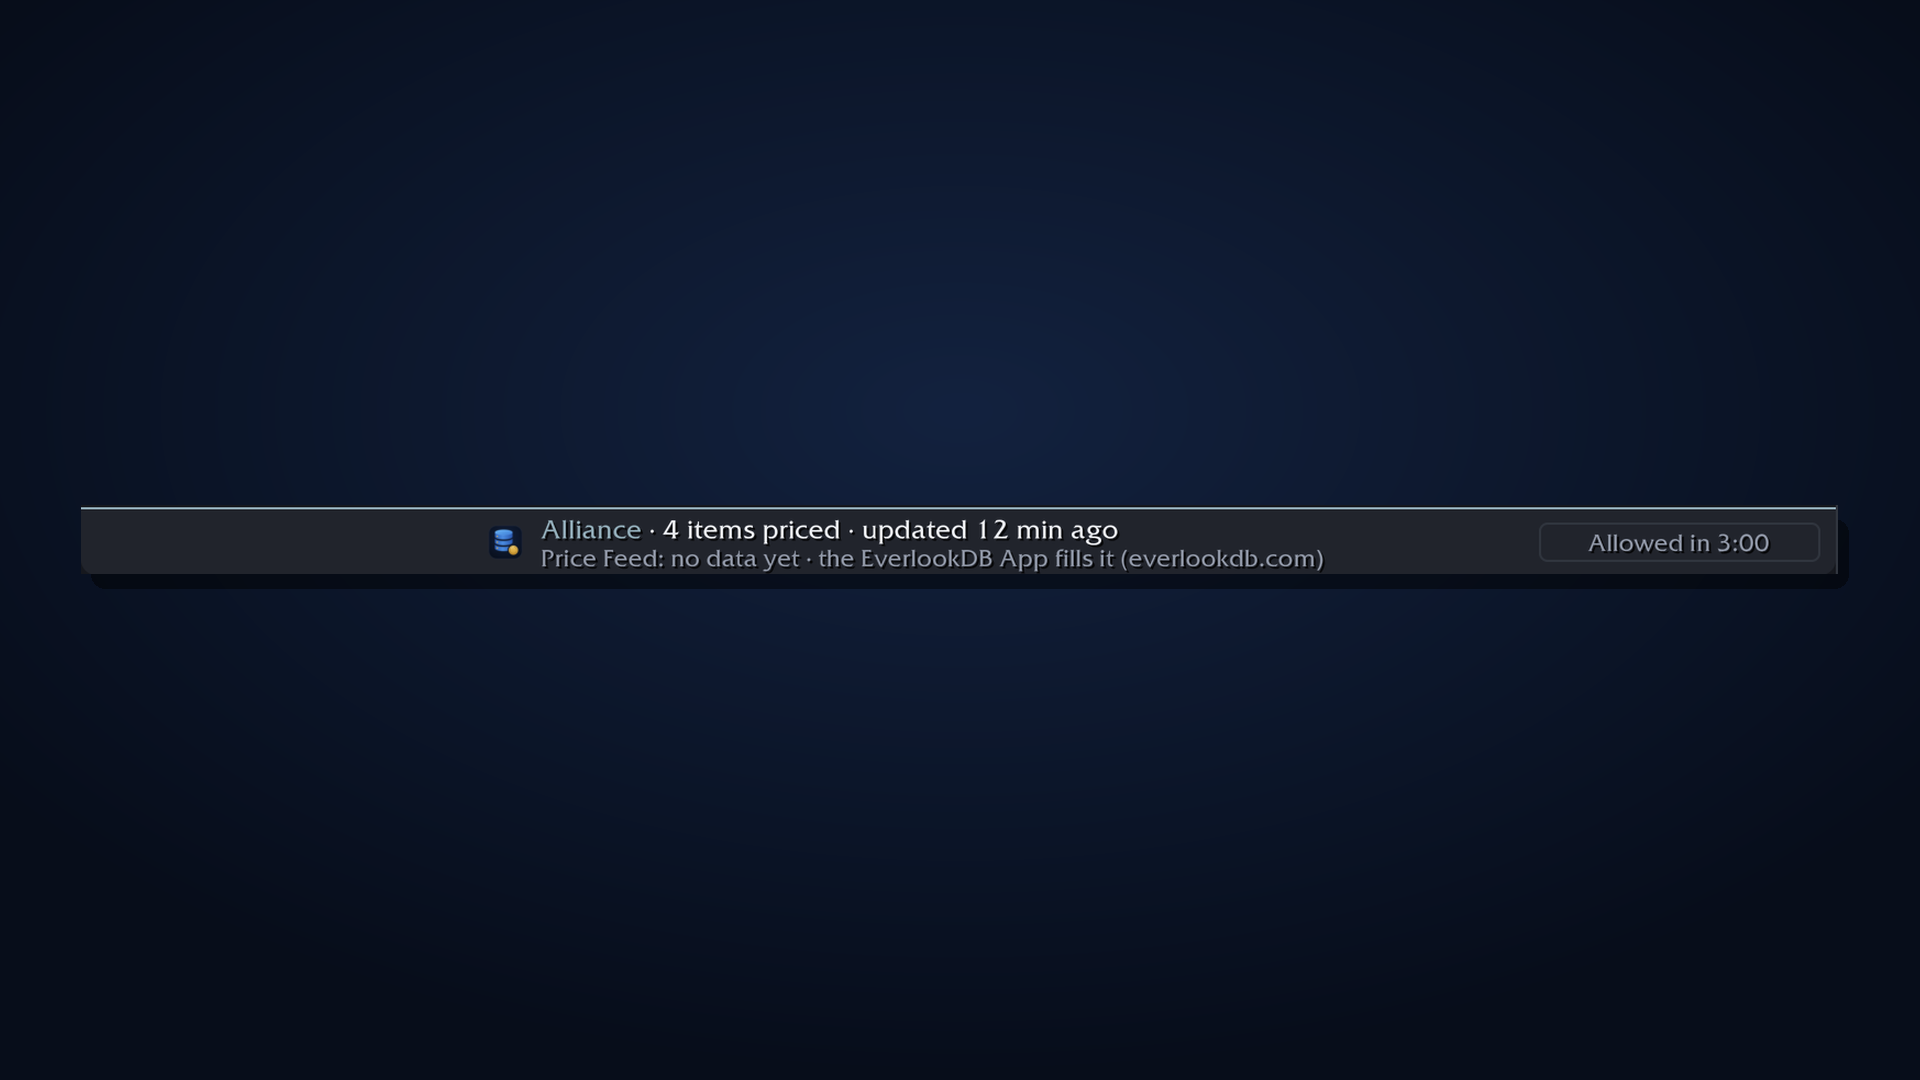 Alliance · 4 items priced · updated 12 min ago
Price Feed: no data yet · the EverlookDB App fills it (everlookdb.com)
Allowed in 3:00